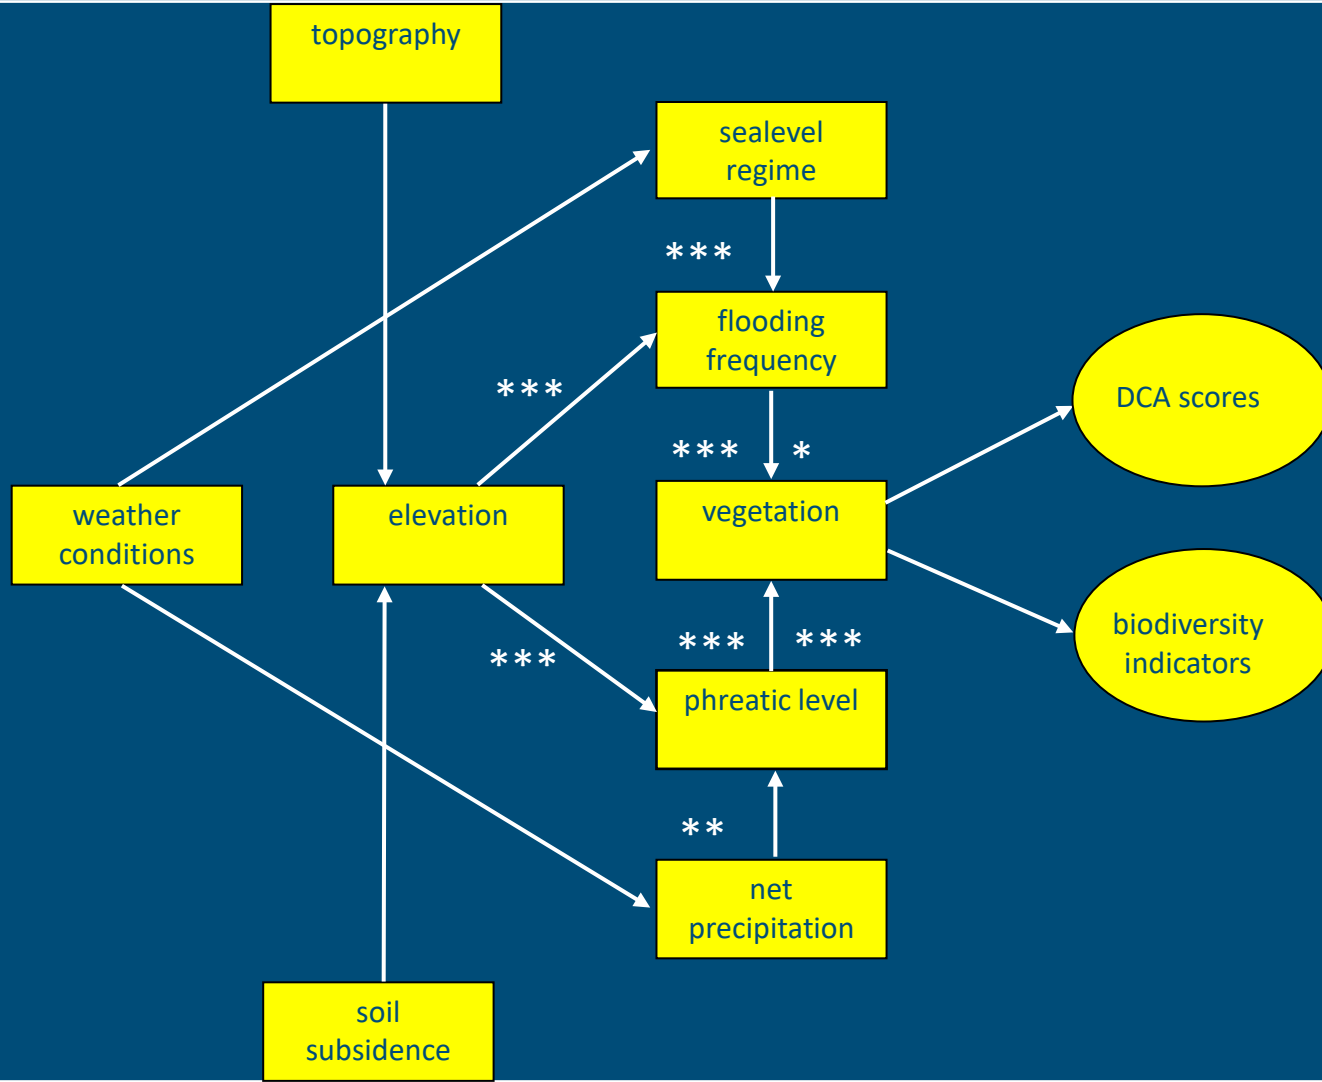 topography
sealevel
regime
***
flooding
frequency
***
DCA scores
*** *
weather
conditions
elevation
vegetation
biodiversity
indicators
*** ***
***
phreatic level
**
net
precipitation
soil
subsidence